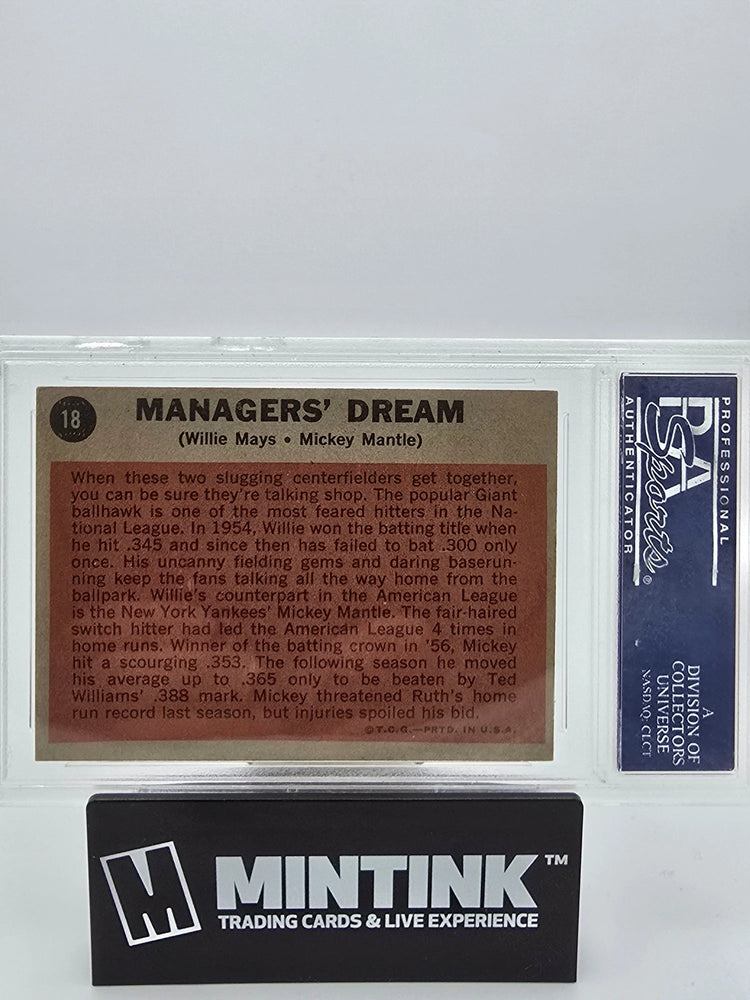 18
MANAGERS' DREAM
(Willie Mays • Mickey Mantle)
When these two slugging centerfielders get together,
you can be sure they're talking shop. The popular Giant
ballhawk is one of the most feared hitters in the Na-
tional League. In 1954, Willie won the batting title when
he hit .345 and since then has failed to bat .300 only
once. His uncanny fielding gems and daring baserun-
ning keep the fans talking all the way home from the
ballpark. Willie's counterpart in the American League
is the New York Yankees' Mickey Mantle. The fair-haired
switch hitter had led the American League 4 times in
home runs. Winner of the batting crown in '56, Mickey
hit a scourging .353. The following season he moved
his average up to .365 only to be beaten by Ted
Williams' .388 mark. Mickey threatened Ruth's home
run record last season, but injuries spoiled his bid.
©T.C.G.—PRTD. IN U.S.A.
PROFESSIONAL
PSA
Sports®
AUTHENTICATOR
A
DIVISION OF
COLLECTORS
UNIVERSE
NASDAQ: CLCT
M MINTINK™
TRADING CARDS & LIVE EXPERIENCE